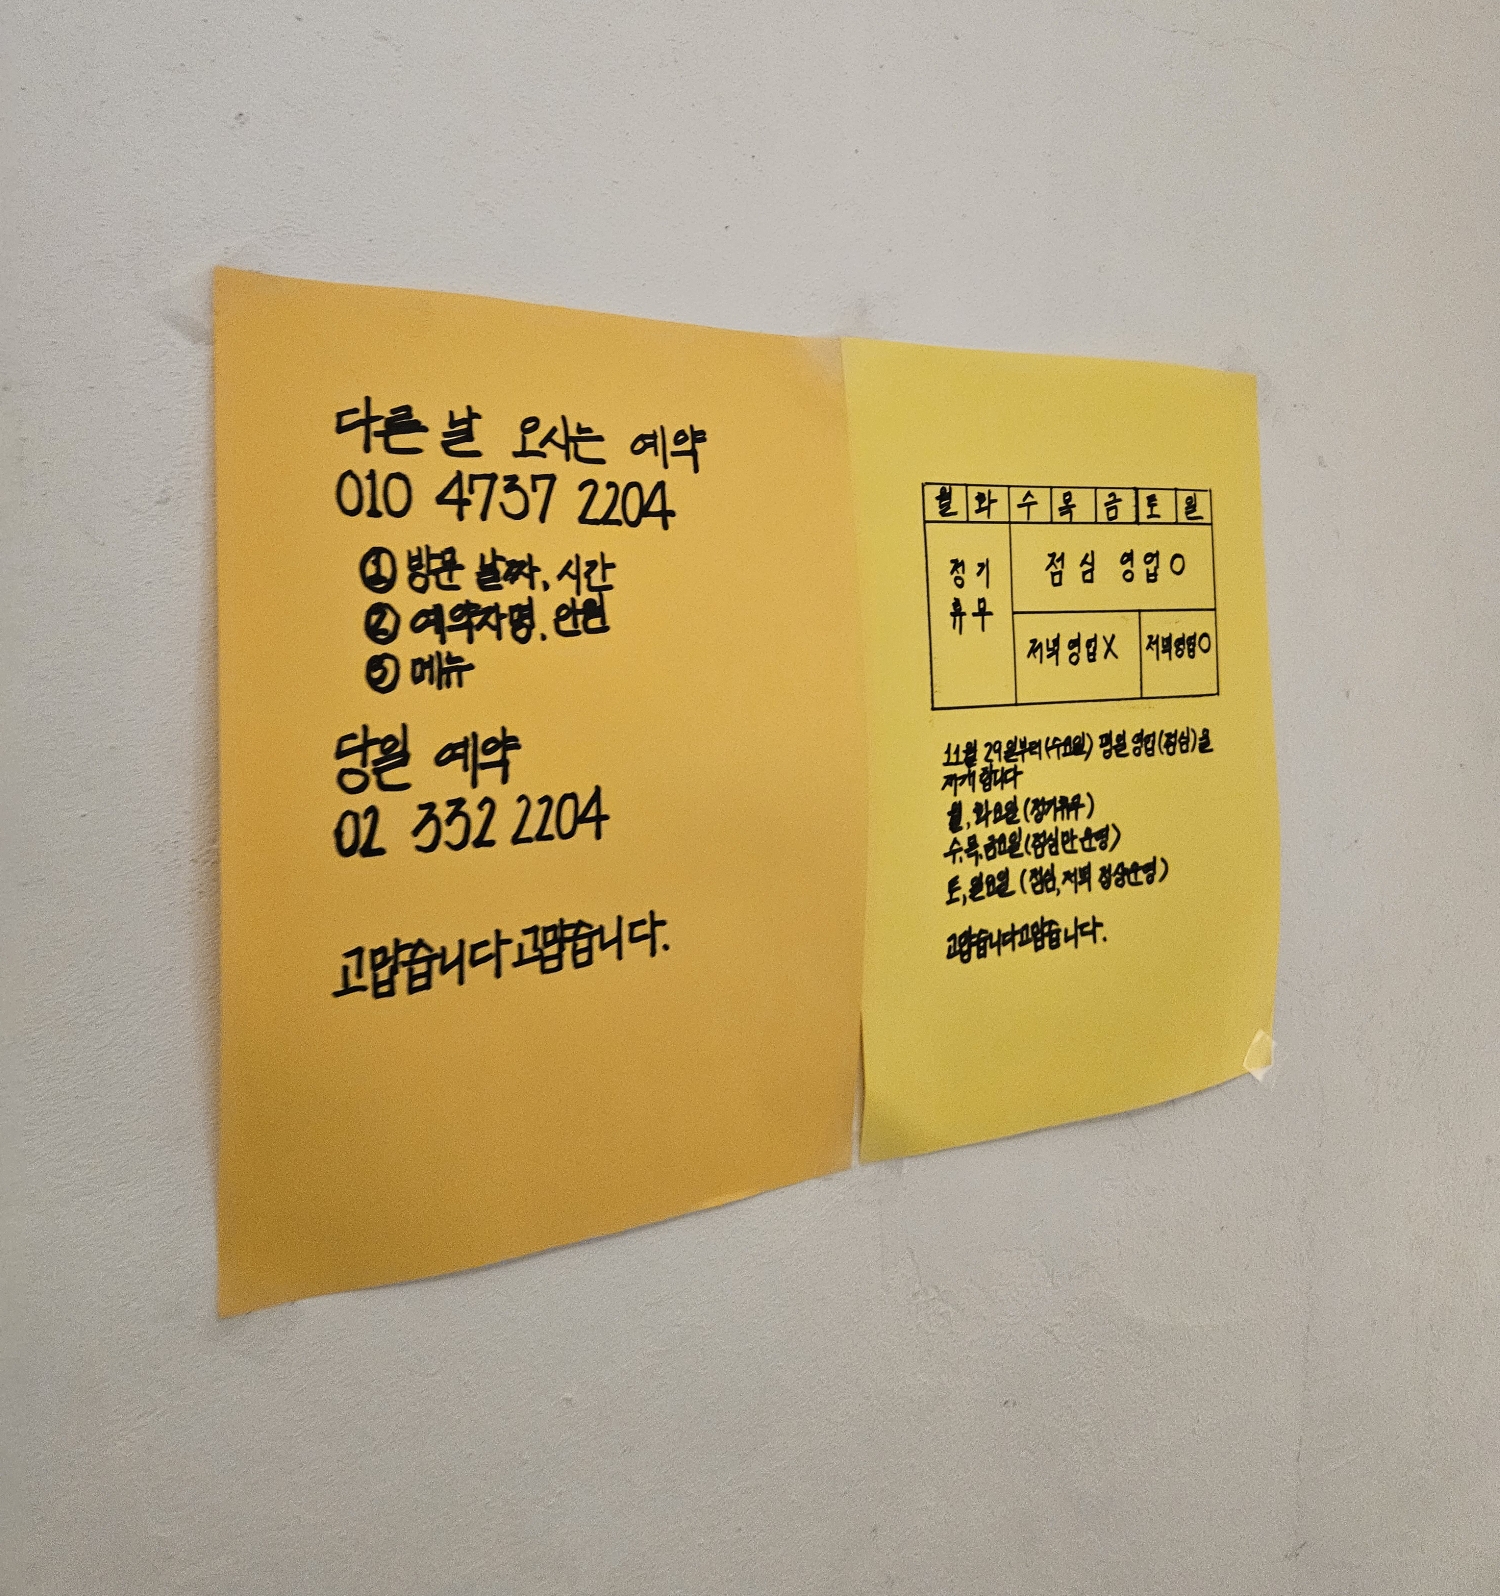 다른 날 오시는 예약
010 4737 2204
① 방문 날짜, 시간
② 예약자명, 인원
③ 메뉴
당일 예약
02 332 2204
고맙습니다고맙습니다.
월 화 수 목 금 토 일
정기 점심 영업 O
휴무
저녁 영업 X 저녁영업 O
11월 29일부터(수요일) 평일 영업(점심)을
재개 합니다
월, 화요일 (정기휴무)
수,목,금요일 (점심만 운영)
토, 일요일 (점심, 저녁 정상운영)
고맙습니다고맙습니다.